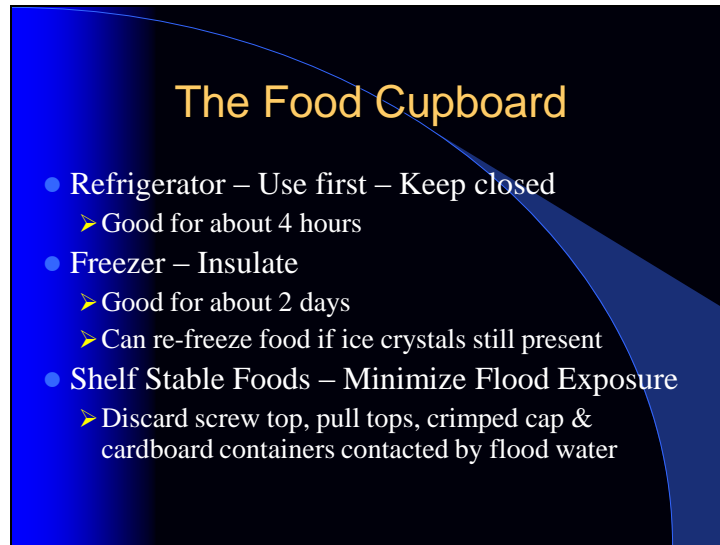 The Food Cupboard
Refrigerator – Use first – Keep closed
Good for about 4 hours
Freezer – Insulate
Good for about 2 days
Can re-freeze food if ice crystals still present
Shelf Stable Foods – Minimize Flood Exposure
Discard screw top, pull tops, crimped cap &
cardboard containers contacted by flood water